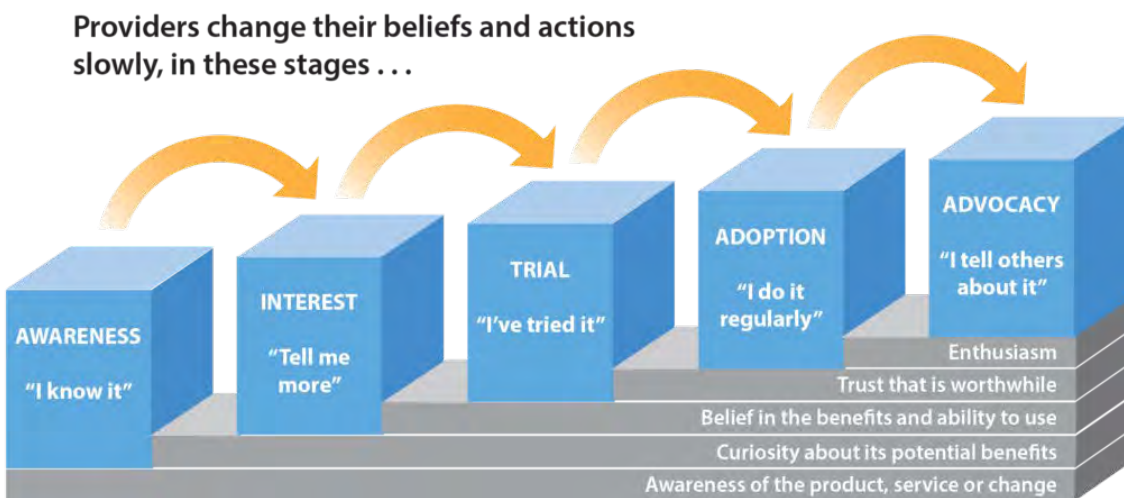 Providers change their beliefs and actions
slowly, in these stages . . .
AWARENESS
“I know it”
INTEREST
“Tell me
more”
TRIAL
“I’ve tried it”
ADOPTION
“I do it
regularly”
ADVOCACY
“I tell others
about it”
Enthusiasm
Trust that is worthwhile
Belief in the benefits and ability to use
Curiosity about its potential benefits
Awareness of the product, service or change